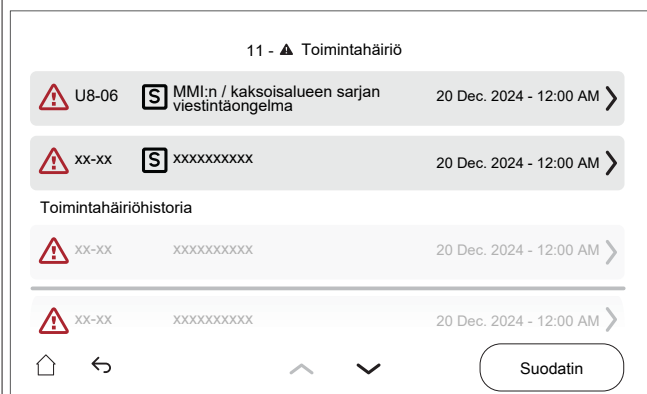 11 - ⚠ Toimintahäiriö
U8-06 S MMI:n / kaksoisalueen sarjan
viestintäongelma 20 Dec. 2024 - 12:00 AM
xx-xx S xxxxxxxxxx 20 Dec. 2024 - 12:00 AM
Toimintahäiriöhistoria
xx-xx xxxxxxxxxx 20 Dec. 2024 - 12:00 AM
xx-xx xxxxxxxxxx 20 Dec. 2024 - 12:00 AM
Suodatin